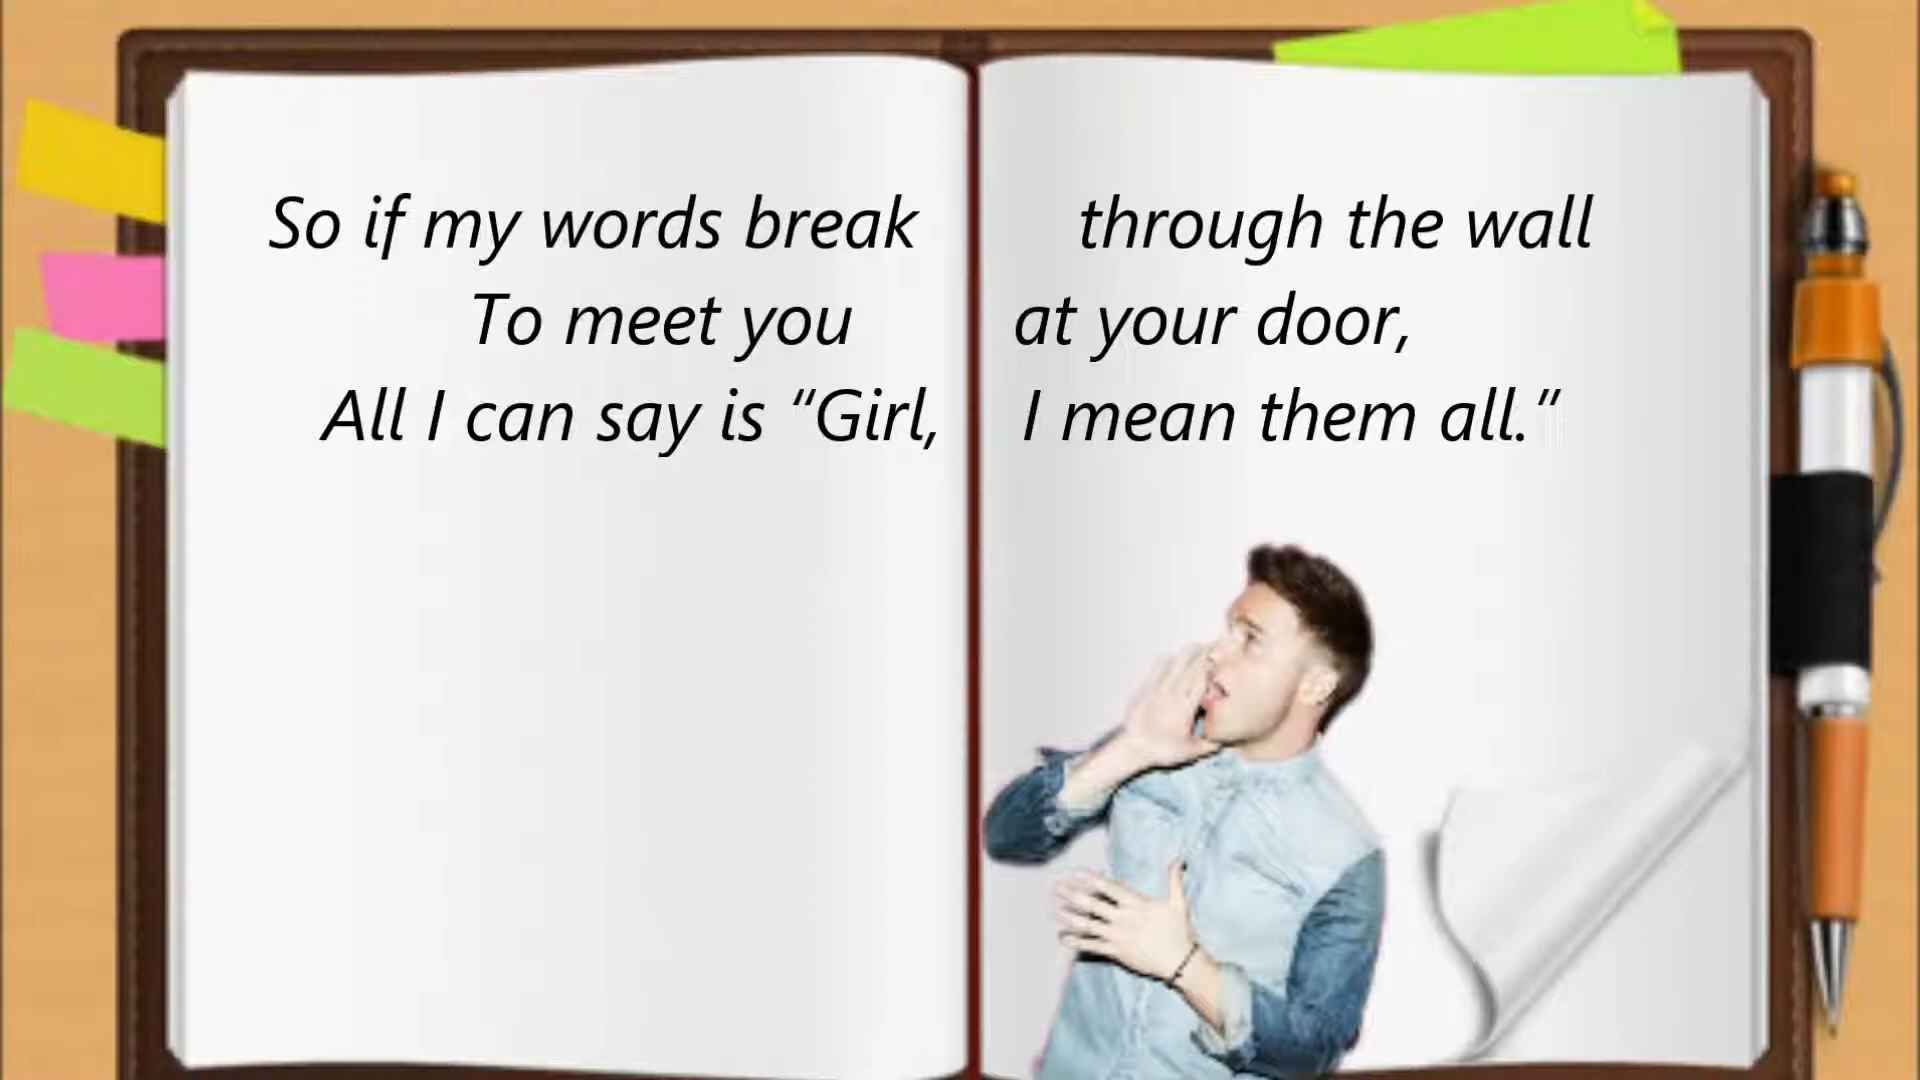 So if my words break through the wall
To meet you at your door,
All I can say is “Girl, I mean them all.”